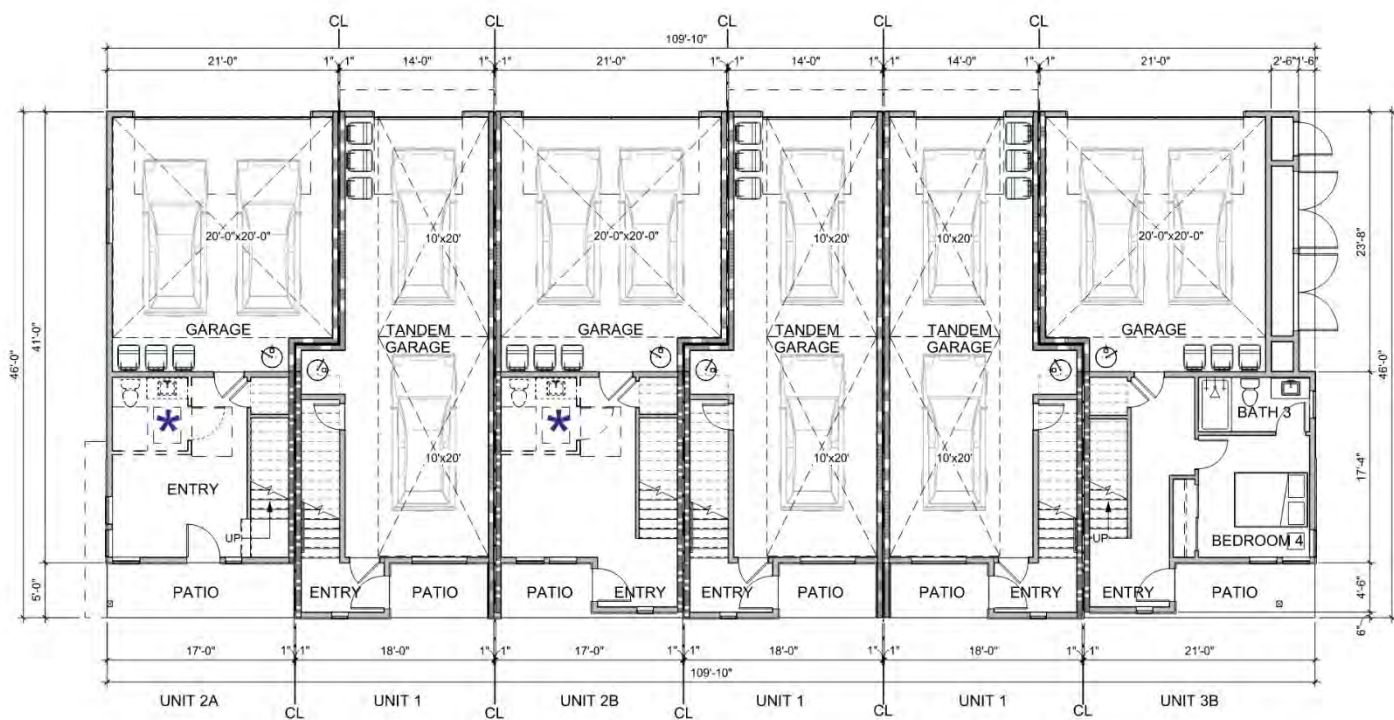 CL CL CL CL CL
109'-10"
21'-0" 1" 1" 14'-0" 1" 1" 21'-0" 1" 1" 14'-0" 1" 1" 14'-0" 1" 1" 21'-0" 2'-6" 1'-6"
20'-0"x20'-0" 10'x20' 20'-0"x20'-0" 10'x20' 10'x20' 20'-0"x20'-0"
23'-8"
46'-0" 41'-0" 46'-0"
GARAGE TANDEM GARAGE TANDEM TANDEM GARAGE
GARAGE GARAGE GARAGE
* * BATH 3
10'x20' 10'x20' 10'x20'
17'-4"
ENTRY
UP UP BEDROOM 4
5'-0" PATIO ENTRY PATIO PATIO ENTRY ENTRY PATIO PATIO ENTRY ENTRY PATIO 4'-6"
6"
17'-0" 1" 1" 18'-0" 1" 1" 17'-0" 1" 1" 18'-0" 1" 1" 18'-0" 1" 1" 21'-0"
109'-10"
UNIT 2A UNIT 1 UNIT 2B UNIT 1 UNIT 1 UNIT 3B
CL CL CL CL CL